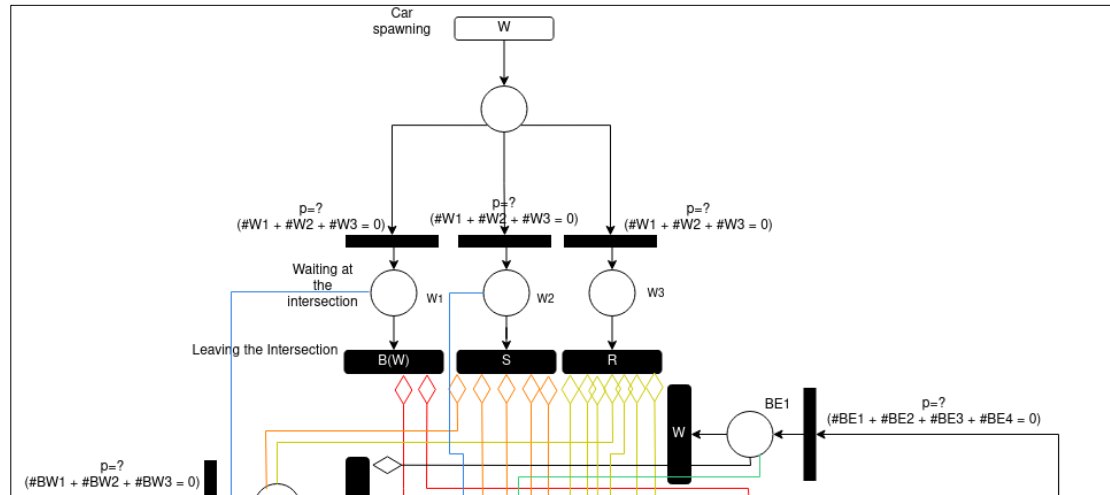 Car
spawning
W
p=?
(#W1 + #W2 + #W3 = 0)
p=?
(#W1 + #W2 + #W3 = 0)
p=?
(#W1 + #W2 + #W3 = 0)
Waiting at
the
intersection
W1
W2
W3
Leaving the Intersection
B(W)
S
R
W
BE1
p=?
(#BE1 + #BE2 + #BE3 + #BE4 = 0)
p=?
(#BW1 + #BW2 + #BW3 = 0)